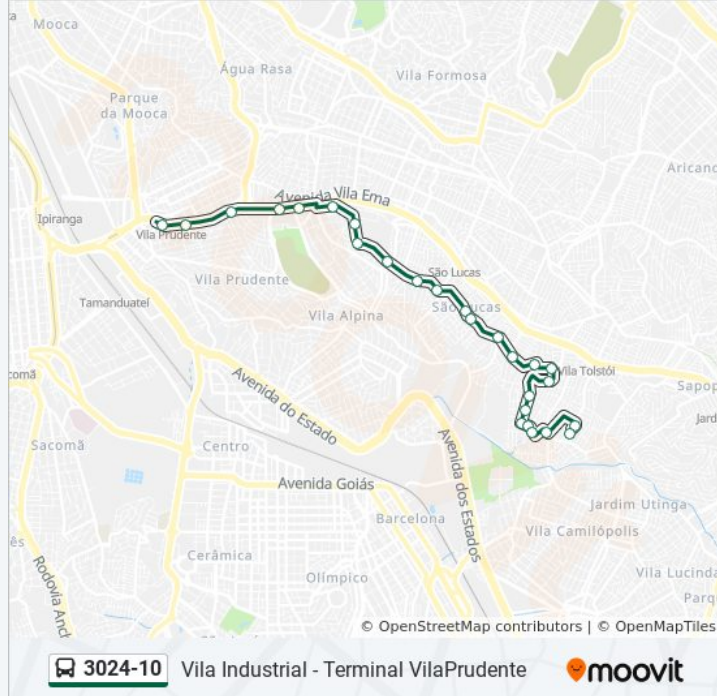 Mooca
Água Rasa
Vila Formosa
Parque
da Mooca
Arican
Avenida Vila Ema
Ipiranga
Vila Prudente
São Lucas
Vila Prudente
Tamanduateí
São Lucas
Vila Alpina
Vila Tolstói
comã
Sapop
Avenida do Estado
Jard
Sacomã
Centro
Avenida dos Estados
Avenida Goiás
Jardim Utinga
Barcelona
Vila Camilópolis
ês
Cerâmica
Rodovia Anch
Olímpico
Vila Lucinda
Parq
© OpenStreetMap contributors | © OpenMapTiles
3024-10 Vila Industrial - Terminal VilaPrudente moovit